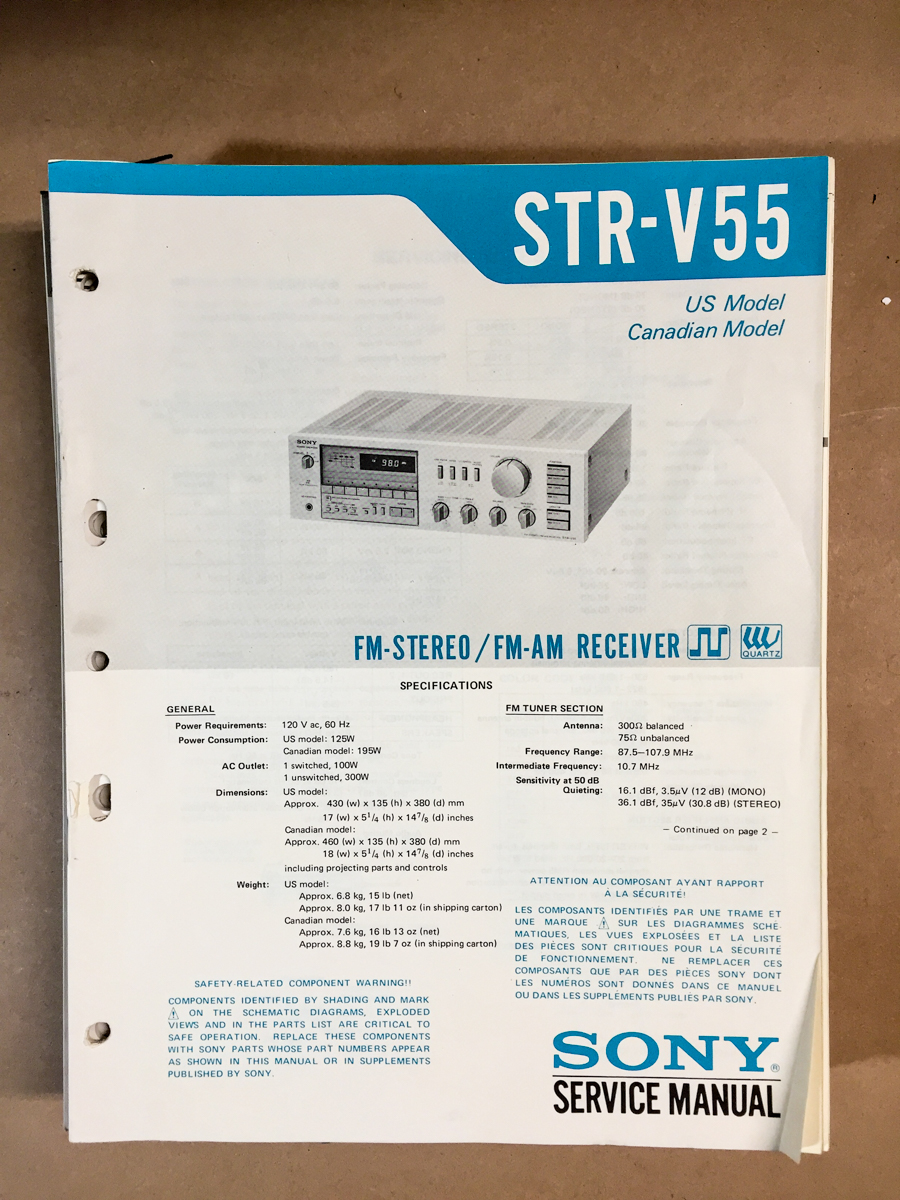 STR-V55
US Model
Canadian Model
SONY
98.0
FM-STEREO/FM-AM RECEIVER
QUARTZ
SPECIFICATIONS
GENERAL
Power Requirements: 120 V ac, 60 Hz
Power Consumption: US model: 125W
Canadian model: 195W
AC Outlet: 1 switched, 100W
1 unswitched, 300W
Dimensions: US model:
Approx. 430 (w) x 135 (h) x 380 (d) mm
17 (w) x 5 1/4 (h) x 14 7/8 (d) inches
Canadian model:
Approx. 460 (w) x 135 (h) x 380 (d) mm
18 (w) x 5 1/4 (h) x 14 7/8 (d) inches
including projecting parts and controls
Weight: US model:
Approx. 6.8 kg, 15 lb (net)
Approx. 8.0 kg, 17 lb 11 oz (in shipping carton)
Canadian model:
Approx. 7.6 kg, 16 lb 13 oz (net)
Approx. 8.8 kg, 19 lb 7 oz (in shipping carton)
SAFETY-RELATED COMPONENT WARNING!!
COMPONENTS IDENTIFIED BY SHADING AND MARK
⚠ ON THE SCHEMATIC DIAGRAMS, EXPLODED
VIEWS AND IN THE PARTS LIST ARE CRITICAL TO
SAFE OPERATION. REPLACE THESE COMPONENTS
WITH SONY PARTS WHOSE PART NUMBERS APPEAR
AS SHOWN IN THIS MANUAL OR IN SUPPLEMENTS
PUBLISHED BY SONY.
FM TUNER SECTION
Antenna: 300Ω balanced
75Ω unbalanced
Frequency Range: 87.5–107.9 MHz
Intermediate Frequency: 10.7 MHz
Sensitivity at 50 dB
Quieting: 16.1 dBf, 3.5μV (12 dB) (MONO)
36.1 dBf, 35μV (30.8 dB) (STEREO)
— Continued on page 2 —
ATTENTION AU COMPOSANT AYANT RAPPORT
À LA SÉCURITÉ!
LES COMPOSANTS IDENTIFIÉS PAR UNE TRAME ET
UNE MARQUE ⚠ SUR LES DIAGRAMMES SCHÉ-
MATIQUES, LES VUES EXPLOSÉES ET LA LISTE
DES PIÈCES SONT CRITIQUES POUR LA SÉCURITÉ
DE FONCTIONNEMENT. NE REMPLACER CES
COMPOSANTS QUE PAR DES PIÈCES SONY DONT
LES NUMÉROS SONT DONNÉS DANS CE MANUEL
OU DANS LES SUPPLÉMENTS PUBLIÉS PAR SONY.
SONY®
SERVICE MANUAL